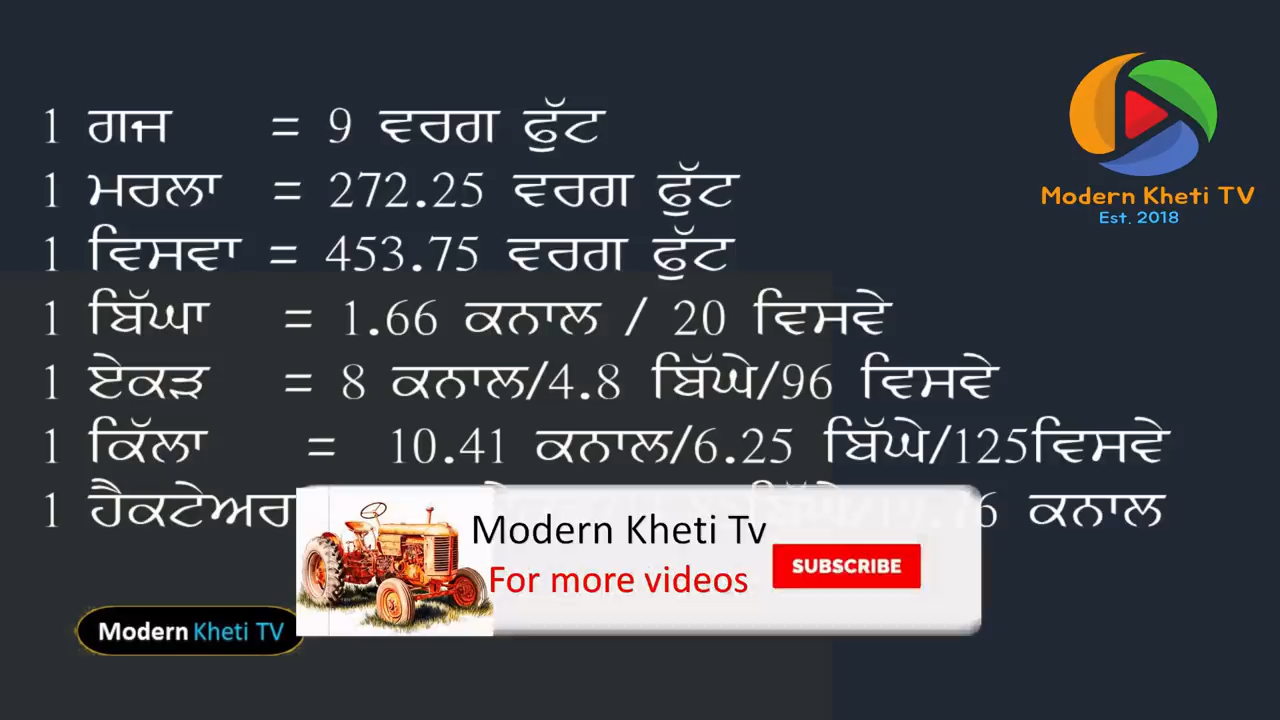 1 ਗਜ = 9 ਵਰਗ ਫੁੱਟ
1 ਮਰਲਾ = 272.25 ਵਰਗ ਫੁੱਟ
1 ਵਿਸਵਾ = 453.75 ਵਰਗ ਫੁੱਟ
1 ਬਿੱਘਾ = 1.66 ਕਨਾਲ / 20 ਵਿਸਵੇ
1 ਏਕੜ = 8 ਕਨਾਲ/4.8 ਬਿੱਘੇ/96 ਵਿਸਵੇ
1 ਕਿੱਲਾ = 10.41 ਕਨਾਲ/6.25 ਬਿੱਘੇ/125ਵਿਸਵੇ
1 ਹੈਕਟੇਅਰ ਕਨਾਲ
Modern Kheti TV
Est. 2018
Modern Kheti Tv
For more videos
SUBSCRIBE
Modern Kheti TV